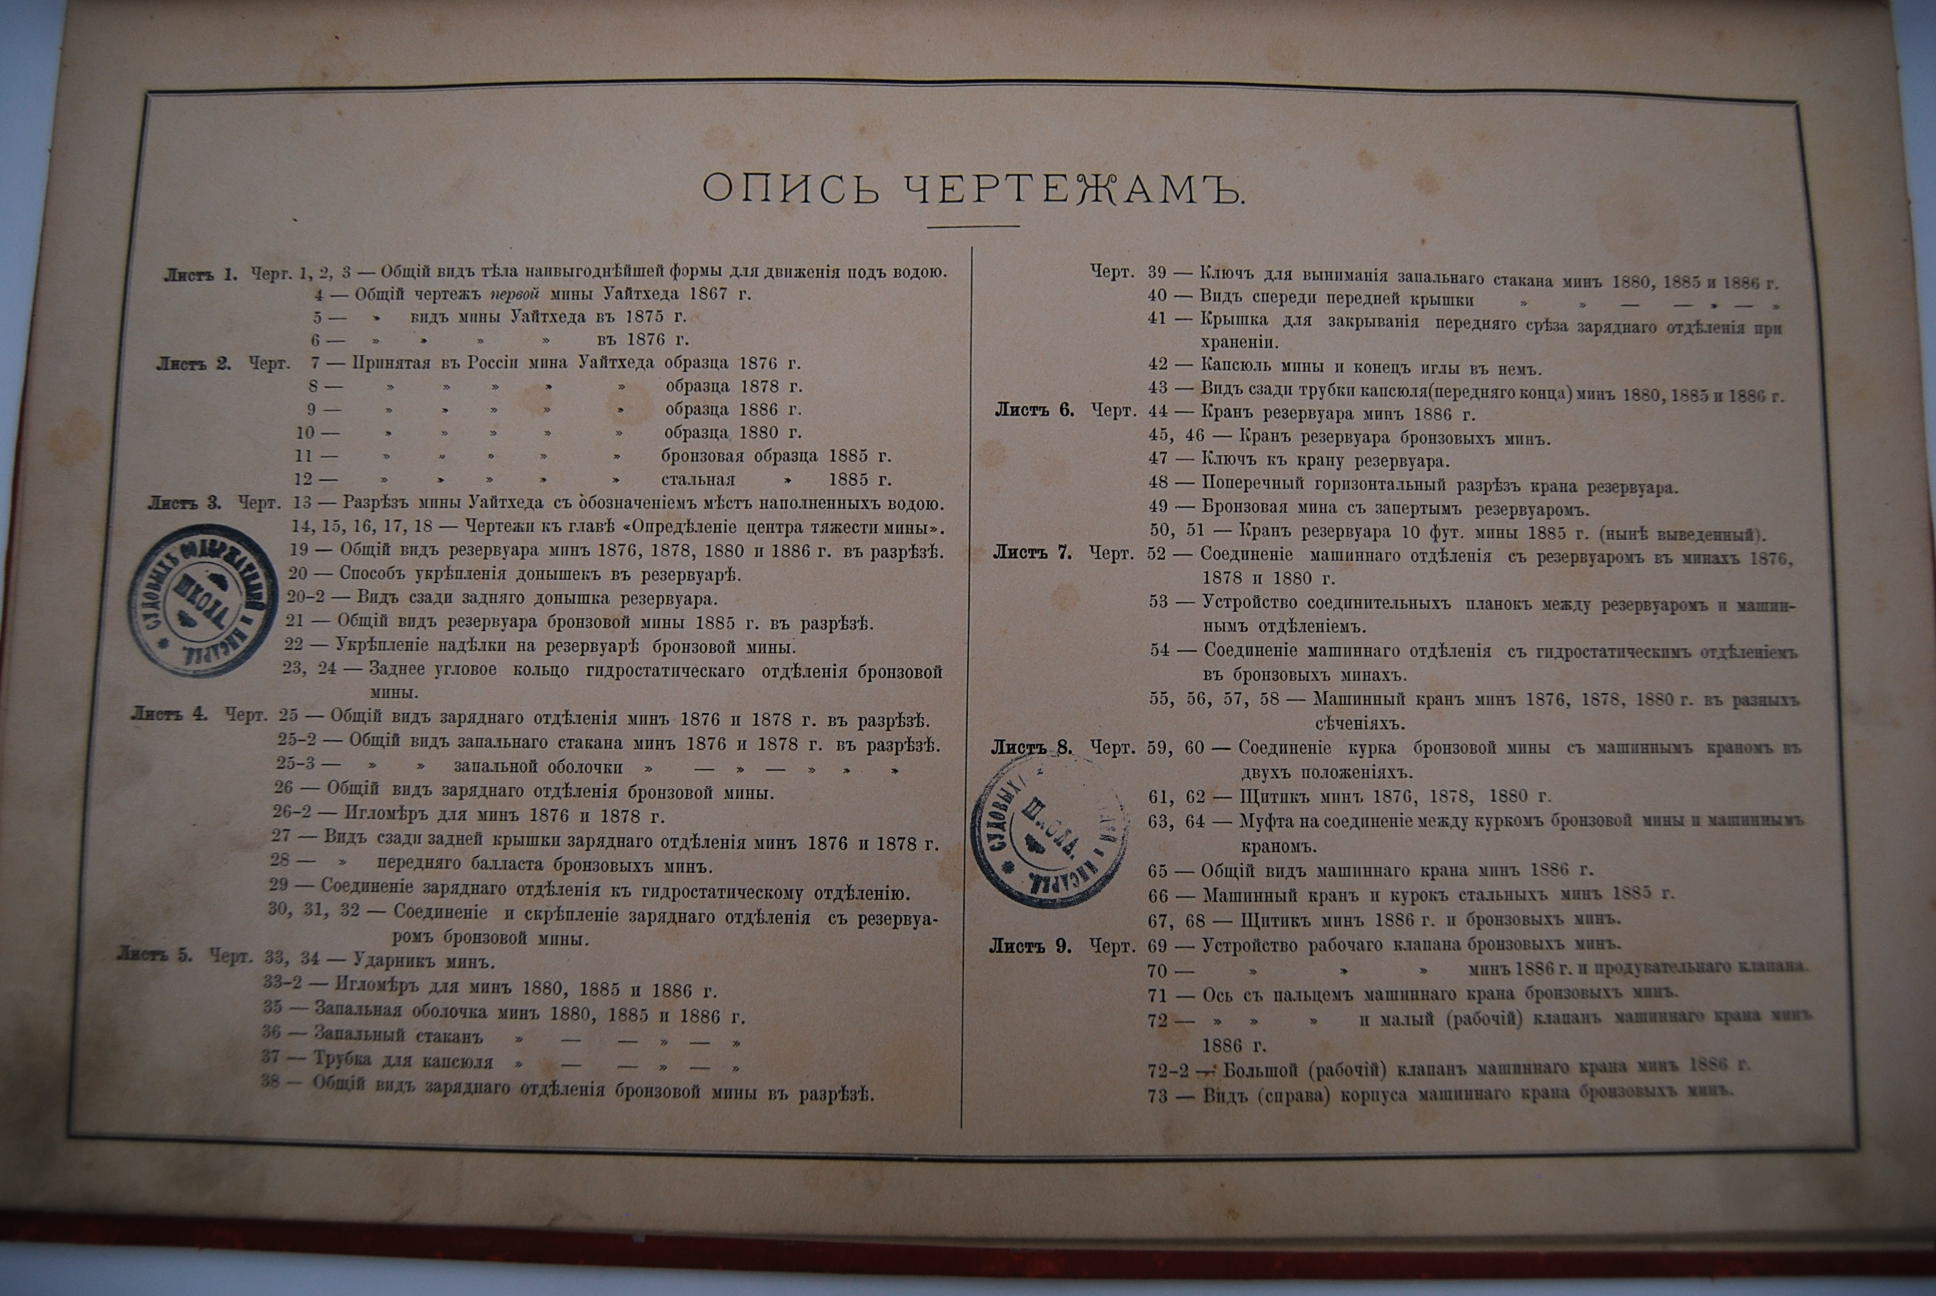 ОПИСЬ ЧЕРТЕЖАМЪ.
Листъ 1. Черт. 1, 2, 3 — Общій видъ тѣла наивыгоднѣйшей формы для движенія подъ водою.
4 — Общій чертежъ первой мины Уайтхеда 1867 г.
5 — » видъ мины Уайтхеда въ 1875 г.
6 — » » » » въ 1876 г.
Листъ 2. Черт. 7 — Принятая въ Россіи мина Уайтхеда образца 1876 г.
8 — » » » » » образца 1878 г.
9 — » » » » » образца 1886 г.
10 — » » » » » образца 1880 г.
11 — » » » » » бронзовая образца 1885 г.
12 — » » » » » стальная » 1885 г.
Листъ 3. Черт. 13 — Разрѣзъ мины Уайтхеда съ обозначеніемъ мѣстъ наполненныхъ водою.
14, 15, 16, 17, 18 — Чертежи къ главѣ «Опредѣленіе центра тяжести мины».
19 — Общій видъ резервуара минъ 1876, 1878, 1880 и 1886 г. въ разрѣзѣ.
20 — Способъ укрѣпленія донышекъ въ резервуарѣ.
20-2 — Видъ сзади задняго донышка резервуара.
21 — Общій видъ резервуара бронзовой мины 1885 г. въ разрѣзѣ.
22 — Укрѣпленіе надѣлки на резервуарѣ бронзовой мины.
23, 24 — Заднее угловое кольцо гидростатическаго отдѣленія бронзовой
мины.
Листъ 4. Черт. 25 — Общій видъ заряднаго отдѣленія минъ 1876 и 1878 г. въ разрѣзѣ.
25-2 — Общій видъ запальнаго стакана минъ 1876 и 1878 г. въ разрѣзѣ.
25-3 — » » запальной оболочки » — » — » » »
26 — Общій видъ заряднаго отдѣленія бронзовой мины.
26-2 — Игломѣръ для минъ 1876 и 1878 г.
27 — Видъ сзади задней крышки заряднаго отдѣленія минъ 1876 и 1878 г.
28 — » передняго балласта бронзовыхъ минъ.
29 — Соединеніе заряднаго отдѣленія къ гидростатическому отдѣленію.
30, 31, 32 — Соединеніе и скрѣпленіе заряднаго отдѣленія съ резервуа-
ромъ бронзовой мины.
Листъ 5. Черт. 33, 34 — Ударникъ минъ.
33-2 — Игломѣръ для минъ 1880, 1885 и 1886 г.
35 — Запальная оболочка минъ 1880, 1885 и 1886 г.
36 — Запальный стаканъ » — — » — »
37 — Трубка для капсюля » — — » — »
38 — Общій видъ заряднаго отдѣленія бронзовой мины въ разрѣзѣ.
СУДОВЫХЪ СОДЕРЖАТЕЛЕЙ И ПИСАРЕЙ.
ШКОЛА.
Черт. 39 — Ключъ для выниманія запальнаго стакана минъ 1880, 1885 и 1886 г.
40 — Видъ спереди передней крышки » » — — » — »
41 — Крышка для закрыванія передняго срѣза заряднаго отдѣленія при
храненіи.
42 — Капсюль мины и конецъ иглы въ немъ.
43 — Видъ сзади трубки капсюля (передняго конца) минъ 1880, 1885 и 1886 г.
Листъ 6. Черт. 44 — Кранъ резервуара минъ 1886 г.
45, 46 — Кранъ резервуара бронзовыхъ минъ.
47 — Ключъ къ крану резервуара.
48 — Поперечный горизонтальный разрѣзъ крана резервуара.
49 — Бронзовая мина съ запертымъ резервуаромъ.
50, 51 — Кранъ резервуара 10 фут. мины 1885 г. (нынѣ выведенный).
Листъ 7. Черт. 52 — Соединеніе машиннаго отдѣленія съ резервуаромъ въ минахъ 1876,
1878 и 1880 г.
53 — Устройство соединительныхъ планокъ между резервуаромъ и машин-
нымъ отдѣленіемъ.
54 — Соединеніе машиннаго отдѣленія съ гидростатическимъ отдѣленіемъ
въ бронзовыхъ минахъ.
55, 56, 57, 58 — Машинный кранъ минъ 1876, 1878, 1880 г. въ разныхъ
сѣченіяхъ.
Листъ 8. Черт. 59, 60 — Соединеніе курка бронзовой мины съ машиннымъ краномъ въ
двухъ положеніяхъ.
61, 62 — Щитикъ минъ 1876, 1878, 1880 г.
63, 64 — Муфта на соединеніе между куркомъ бронзовой мины и машиннымъ
краномъ.
65 — Общій видъ машиннаго крана минъ 1886 г.
66 — Машинный кранъ и курокъ стальныхъ минъ 1885 г.
67, 68 — Щитикъ минъ 1886 г. и бронзовыхъ минъ.
Листъ 9. Черт. 69 — Устройство рабочаго клапана бронзовыхъ минъ.
70 — » » » минъ 1886 г. и продувательнаго клапана.
71 — Ось съ пальцемъ машиннаго крана бронзовыхъ минъ.
72 — » » » и малый (рабочій) клапанъ машиннаго крана минъ
1886 г.
72-2 — Большой (рабочій) клапанъ машиннаго крана минъ 1886 г.
73 — Видъ (справа) корпуса машиннаго крана бронзовыхъ минъ.
СУДОВЫХЪ И ПИСАРЕЙ.
ШКОЛА.